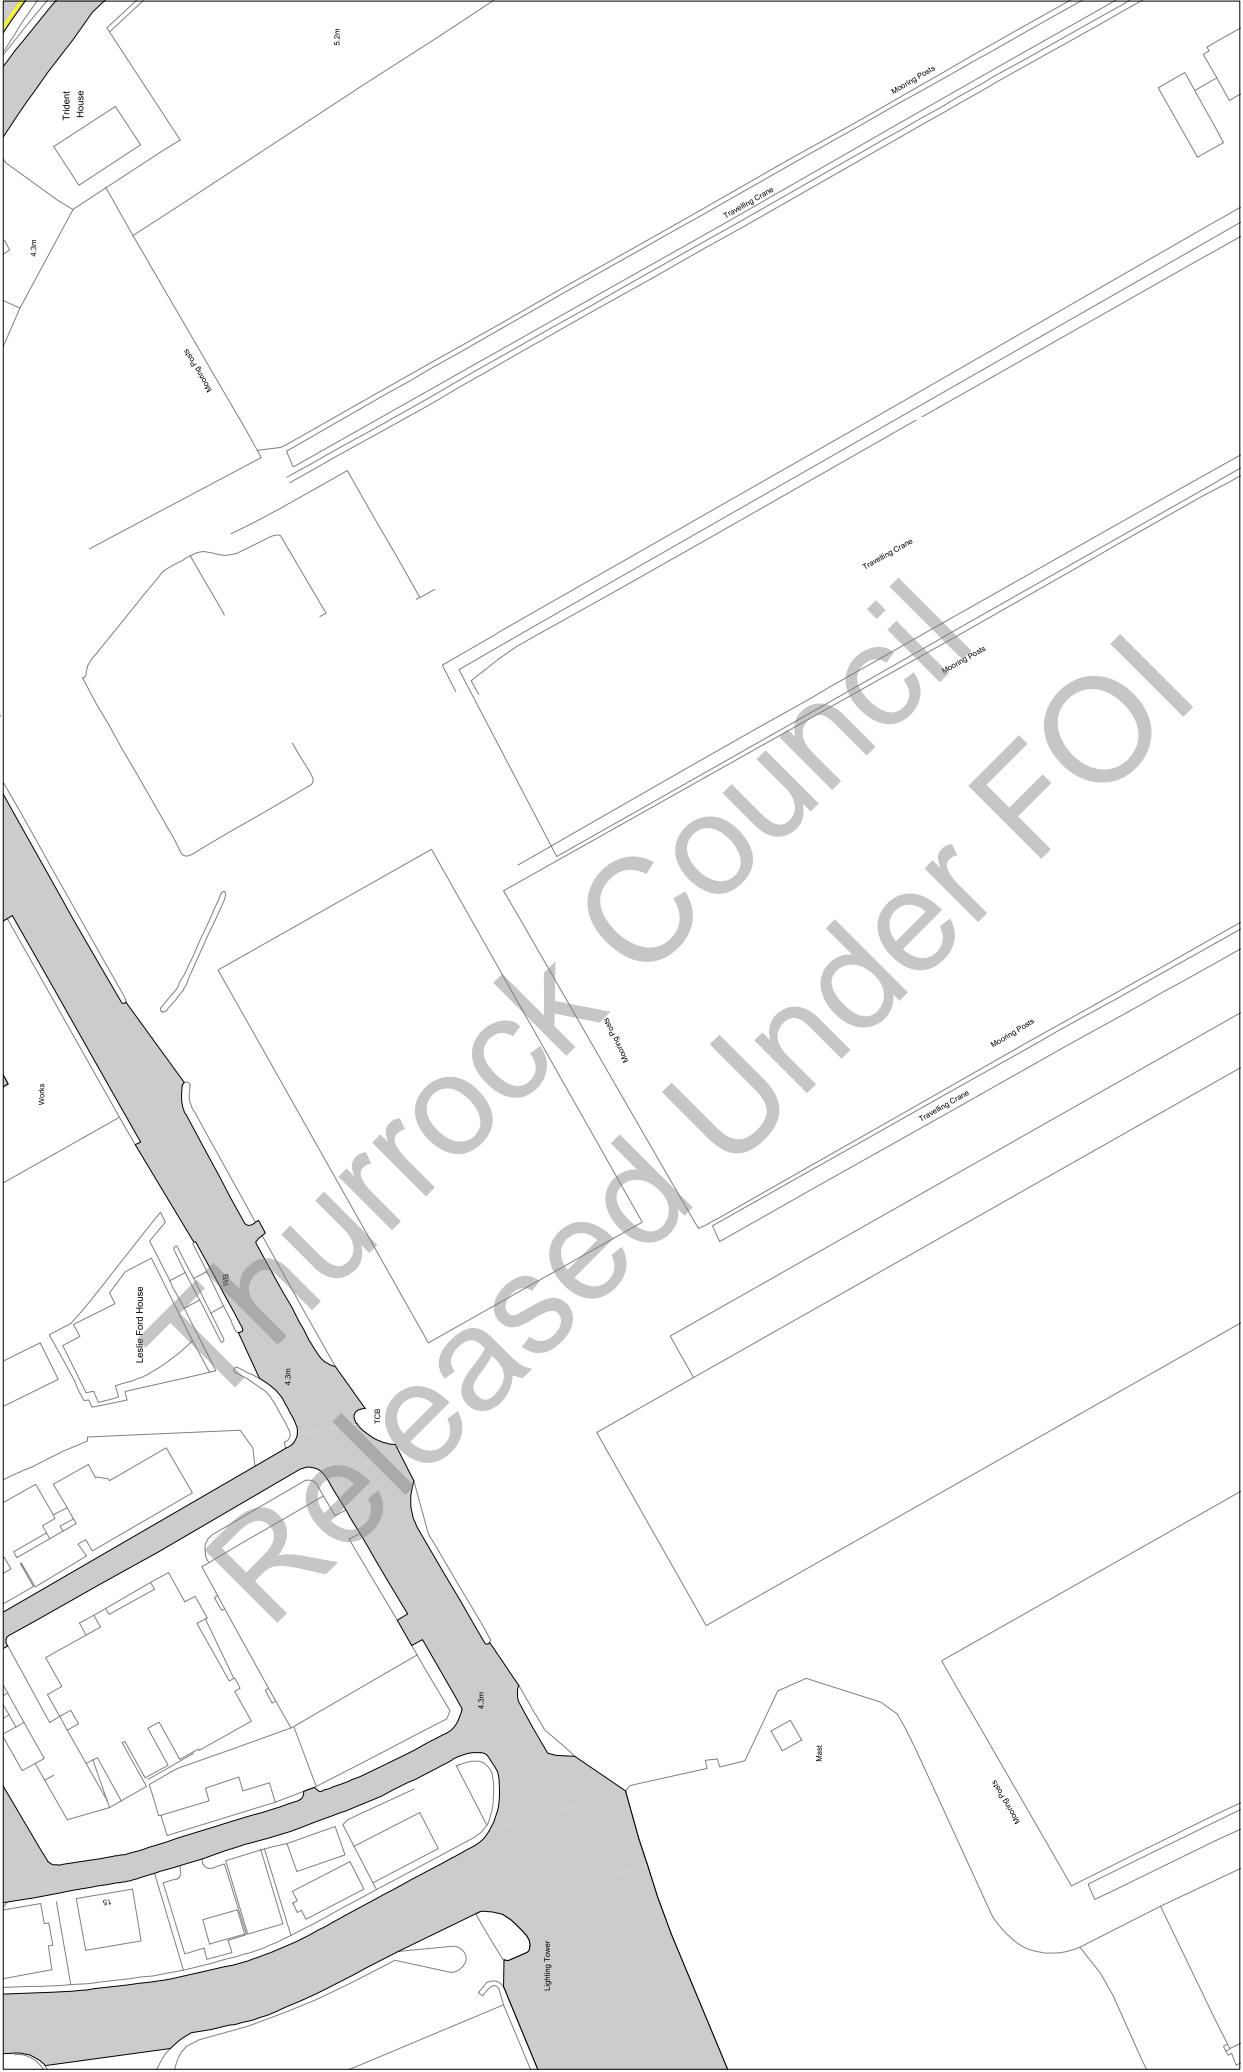 5.2m
Trident
House
Mooring Posts
Travelling Crane
4.3m
Mooring Posts
Travelling Crane
Mooring Posts
Thurrock Council
Released Under FOI
Mooring Posts
Mooring Posts
Works
Travelling Crane
WB
Leslie Ford House
4.3m
TCB
4.3m
Mast
Mooring Posts
15
Lighting Tower